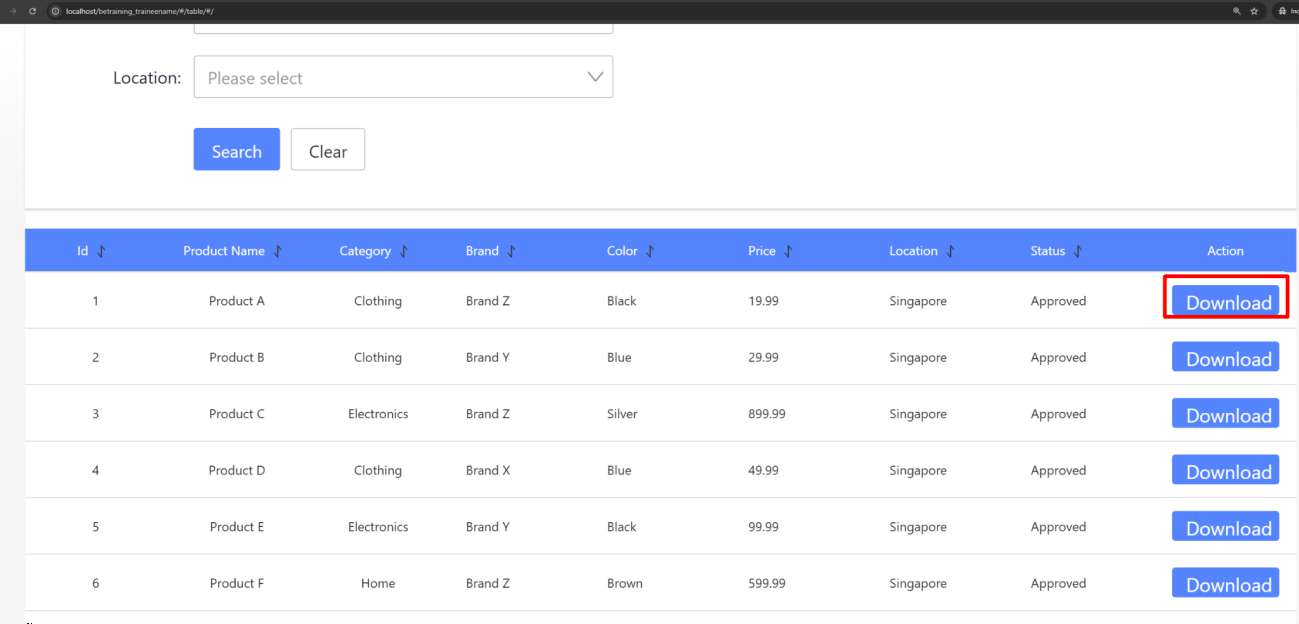 localhost/betraining_traineename/#/table/#/
Location: Please select
Search Clear
Id Product Name Category Brand Color Price Location Status Action
1 Product A Clothing Brand Z Black 19.99 Singapore Approved Download
2 Product B Clothing Brand Y Blue 29.99 Singapore Approved Download
3 Product C Electronics Brand Z Silver 899.99 Singapore Approved Download
4 Product D Clothing Brand X Blue 49.99 Singapore Approved Download
5 Product E Electronics Brand Y Black 99.99 Singapore Approved Download
6 Product F Home Brand Z Brown 599.99 Singapore Approved Download